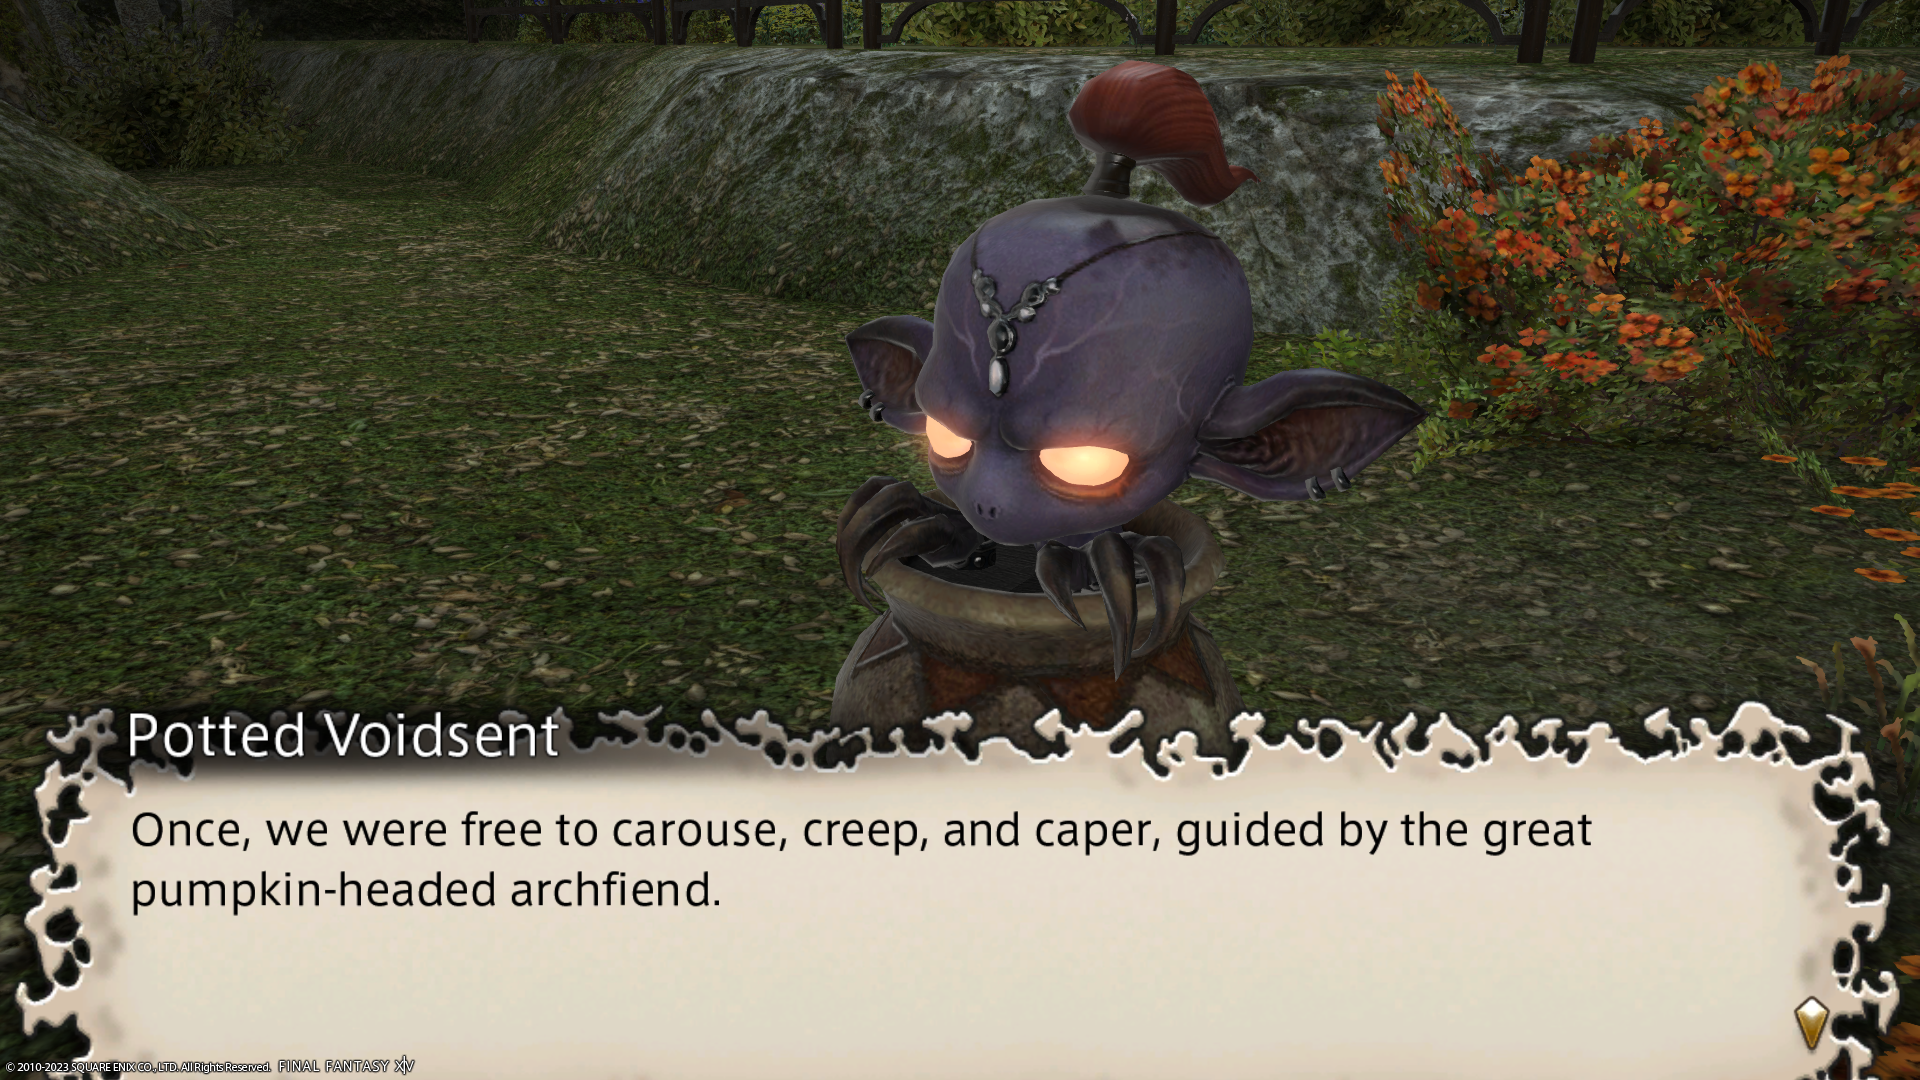 Potted Voidsent
Once, we were free to carouse, creep, and caper, guided by the great
pumpkin-headed archfiend.
© 2010-2023 SQUARE ENIX CO., LTD. All Rights Reserved. FINAL FANTASY XIV